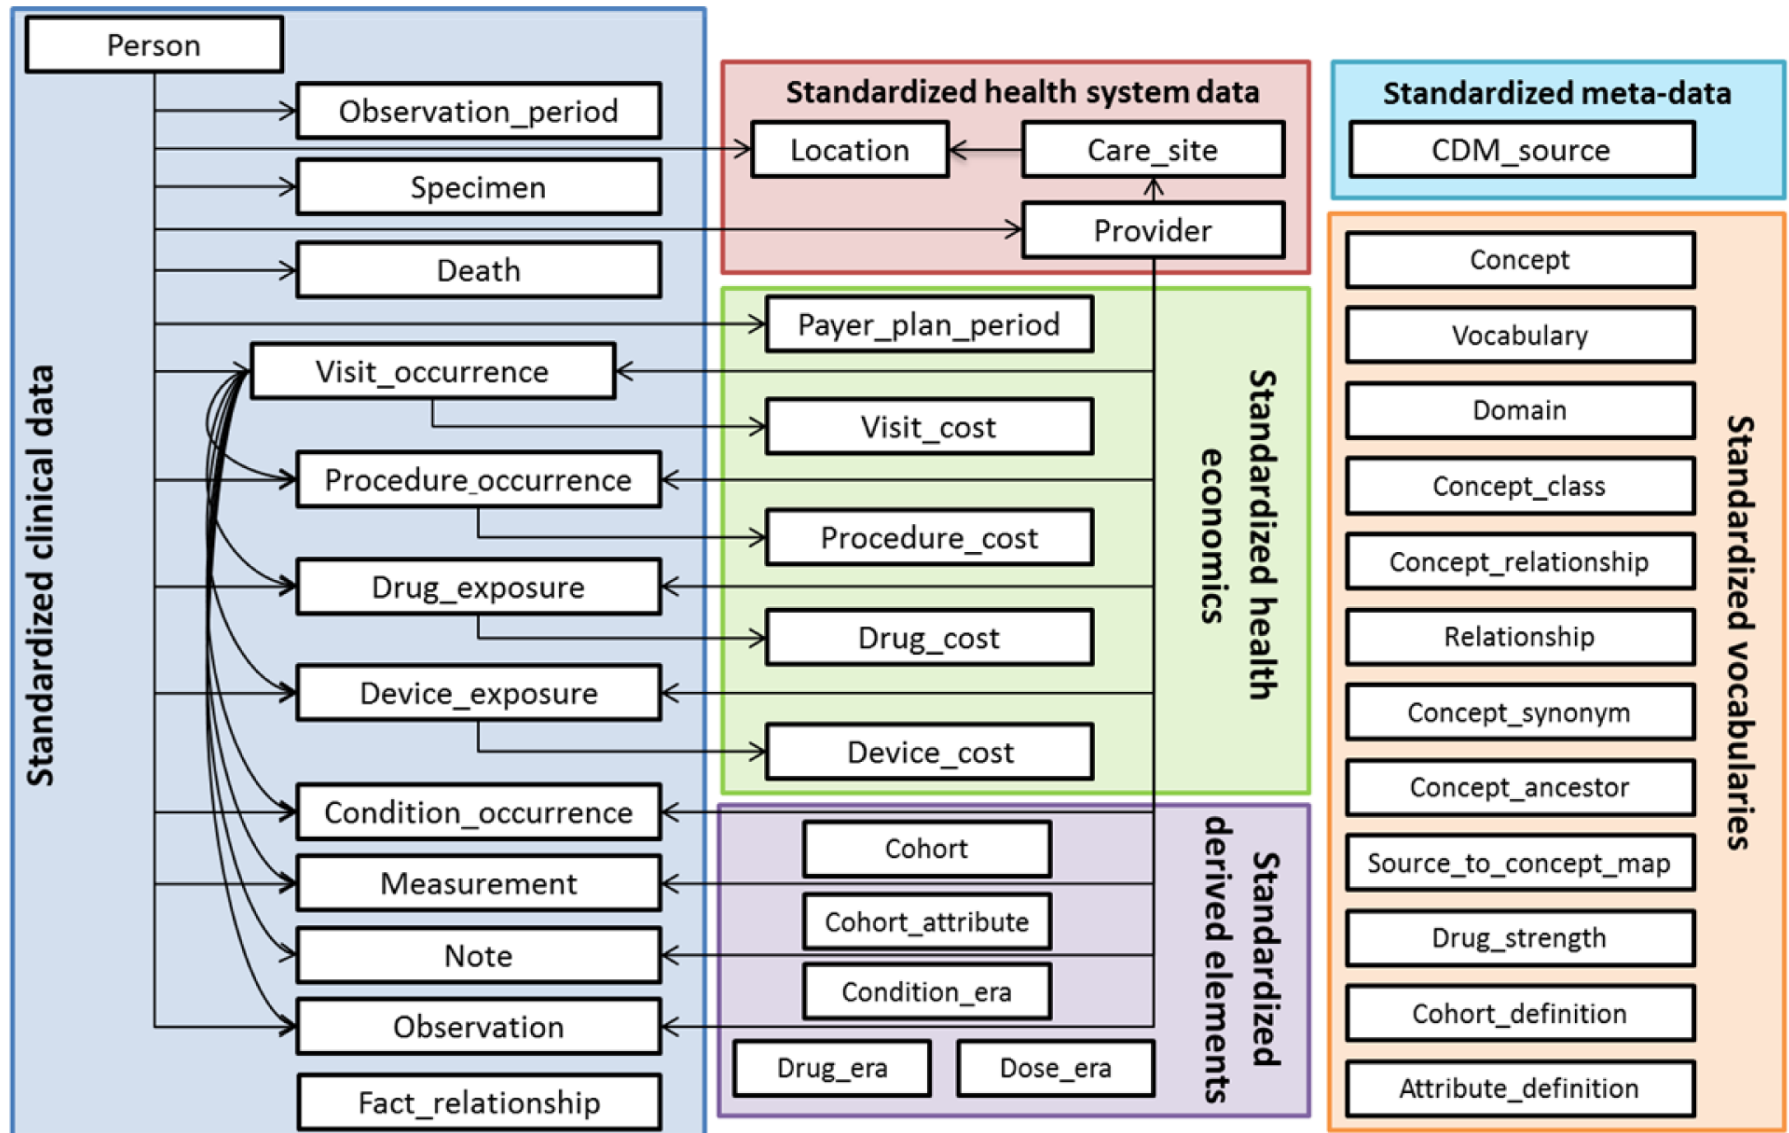 Person
Observation_period
Specimen
Death
Visit_occurrence
Procedure_occurrence
Drug_exposure
Device_exposure
Condition_occurrence
Measurement
Note
Observation
Fact_relationship
Standardized clinical data
Standardized health system data
Location
Care_site
Provider
Payer_plan_period
Visit_cost
Procedure_cost
Drug_cost
Device_cost
Standardized health
economics
Cohort
Cohort_attribute
Condition_era
Drug_era
Dose_era
Standardized
derived elements
Standardized meta-data
CDM_source
Concept
Vocabulary
Domain
Concept_class
Concept_relationship
Relationship
Concept_synonym
Concept_ancestor
Source_to_concept_map
Drug_strength
Cohort_definition
Attribute_definition
Standardized vocabularies